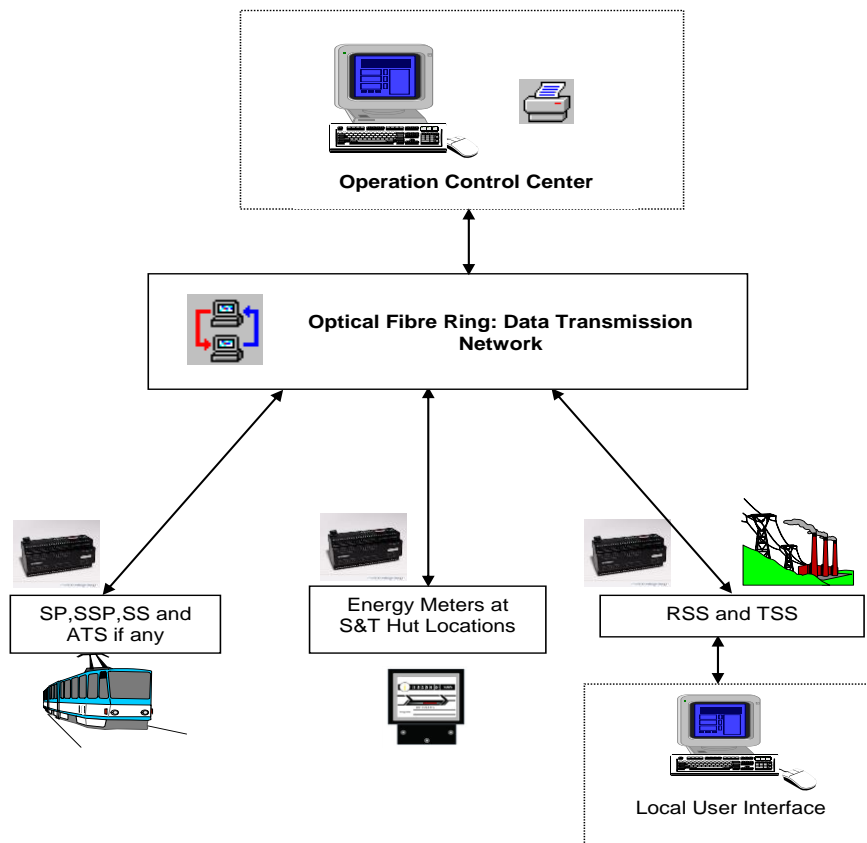 Operation Control Center
Optical Fibre Ring: Data Transmission
Network
SP,SSP,SS and
ATS if any
Energy Meters at
S&T Hut Locations
RSS and TSS
Local User Interface